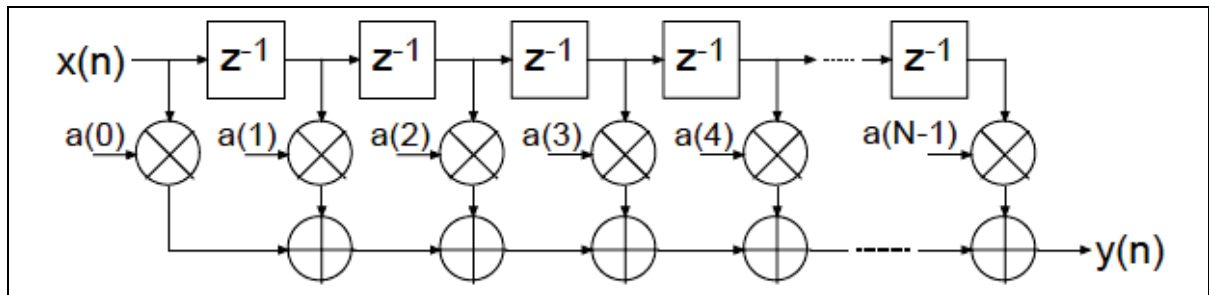 x(n) z⁻¹ z⁻¹ z⁻¹ z⁻¹ z⁻¹
a(0) a(1) a(2) a(3) a(4) a(N-1)
y(n)